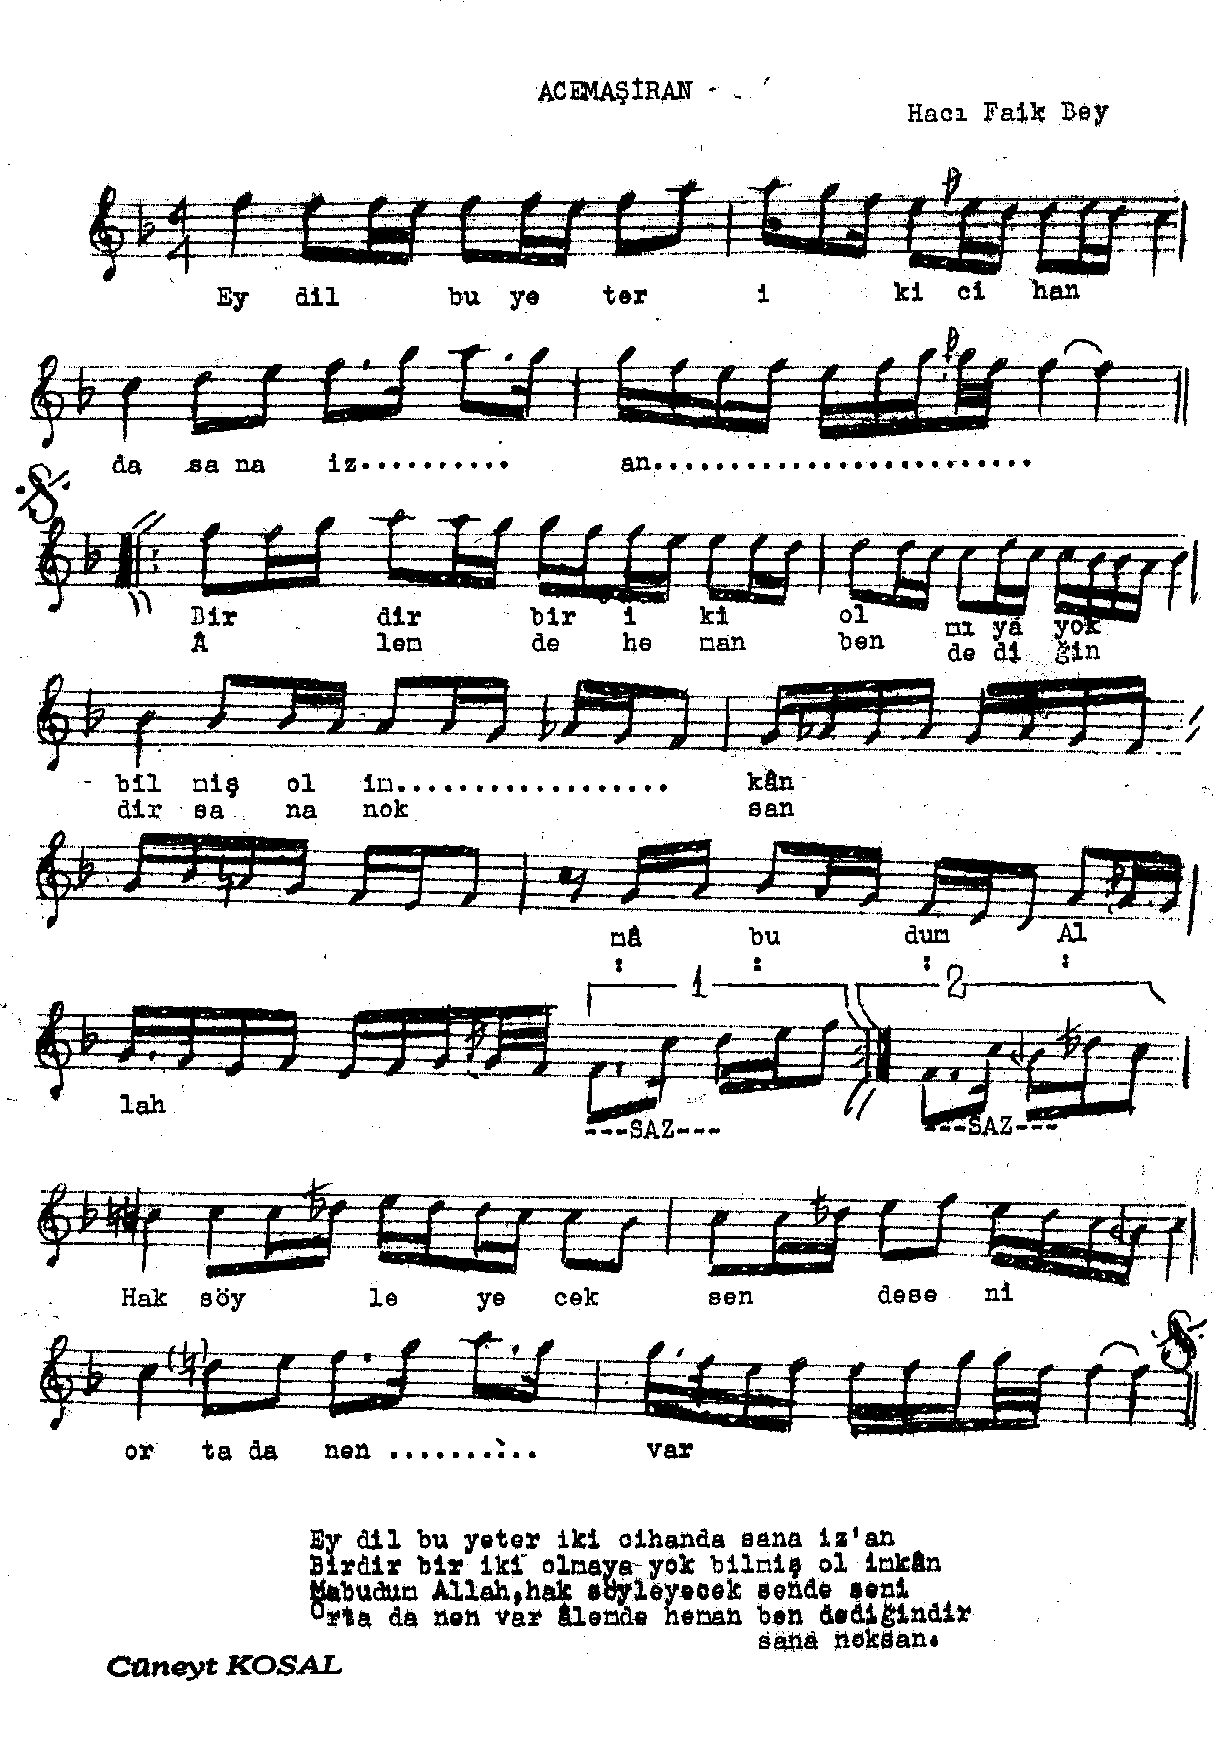 ACEMAŞİRAN
Hacı Faik Bey
4
4
Ey dil bu ye ter i ki ci han
da sa na iz.......... an.........................
Bir dir bir i ki ol mı ya yok
Â lem de he man ben de di ğin
bil miş ol im.................. kân
dir sa na nok san
mâ bu dum Al
: : : :
1 2
lah
---SAZ--- ---SAZ---
Hak söy le ye cek sen dese ni
or ta da nen .......... var
Ey dil bu yeter iki cihanda sana iz'an
Birdir bir iki olmaya yok bilmiş ol imkân
Mabudum Allah,hak söyleyecek sende seni
Orta da nen var âlemde heman ben dediğindir
sana noksan.
Cüneyt KOSAL